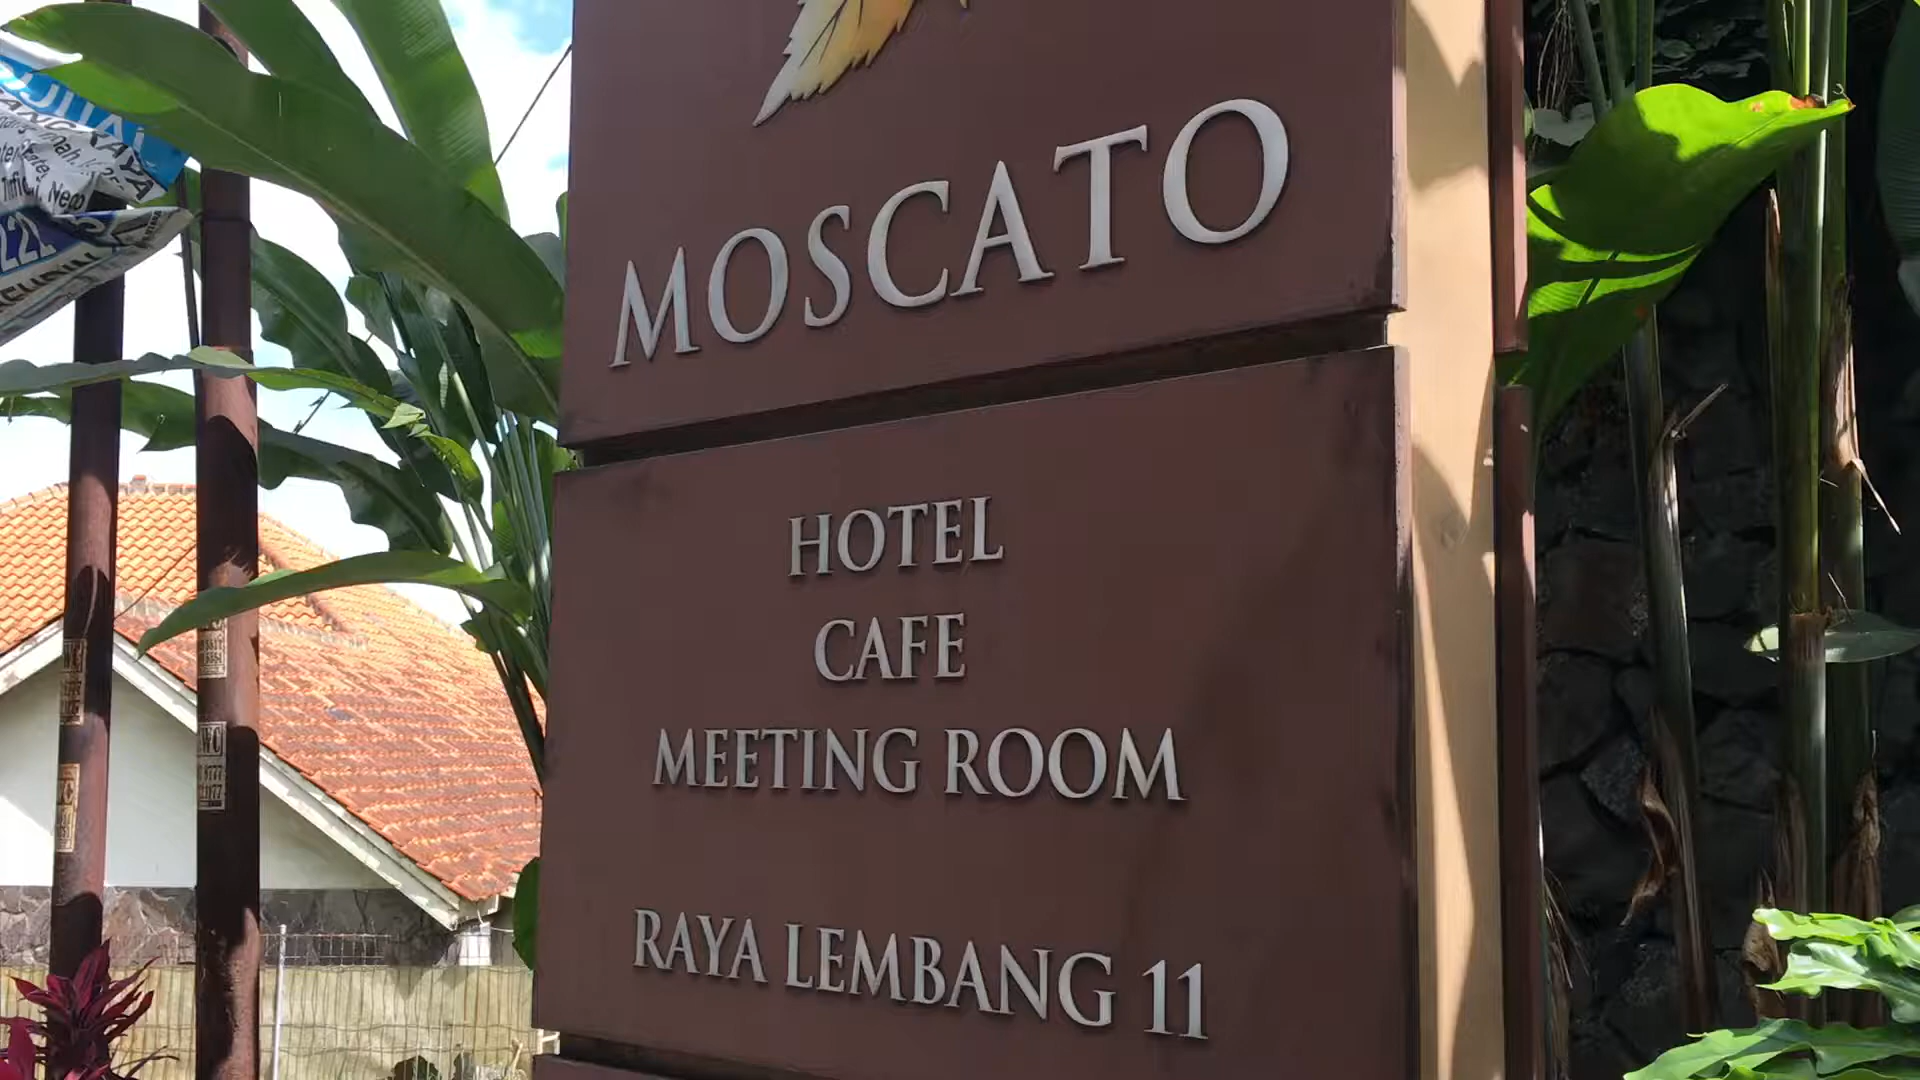 MOSCATO
HOTEL
CAFE
MEETING ROOM
RAYA LEMBANG 11